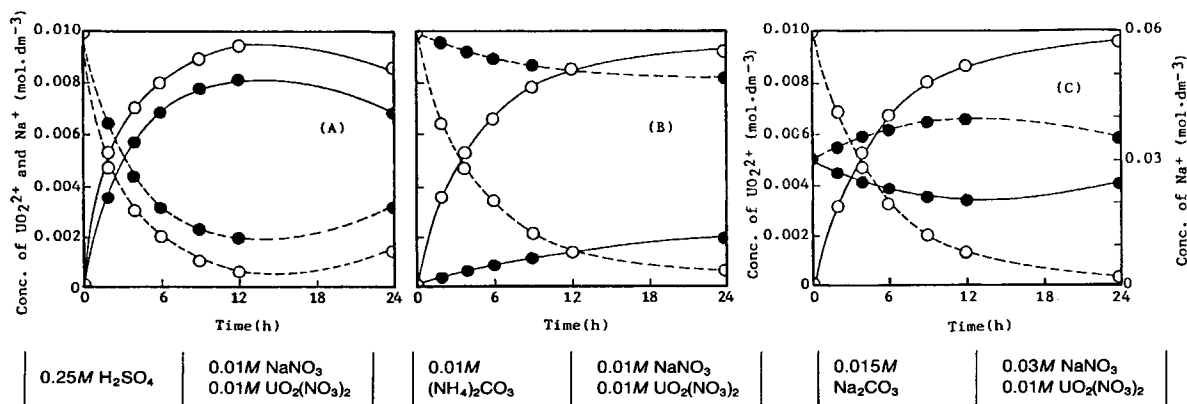 Conc. of UO₂²⁺ and Na⁺ (mol·dm⁻³)
0.010
0.008
0.006
0.004
0.002
0
(A)
0 6 12 18 24
Time(h)
(B)
0 6 12 18 24
Time(h)
Conc. of UO₂²⁺ (mol·dm⁻³)
0.010
0.008
0.006
0.004
0.002
0
(C)
0 6 12 18 24
Time(h)
0.06
0.03
0
Conc. of Na⁺ (mol·dm⁻³)
0.25M H₂SO₄
0.01M NaNO₃
0.01M UO₂(NO₃)₂
0.01M
(NH₄)₂CO₃
0.01M NaNO₃
0.01M UO₂(NO₃)₂
0.015M
Na₂CO₃
0.03M NaNO₃
0.01M UO₂(NO₃)₂